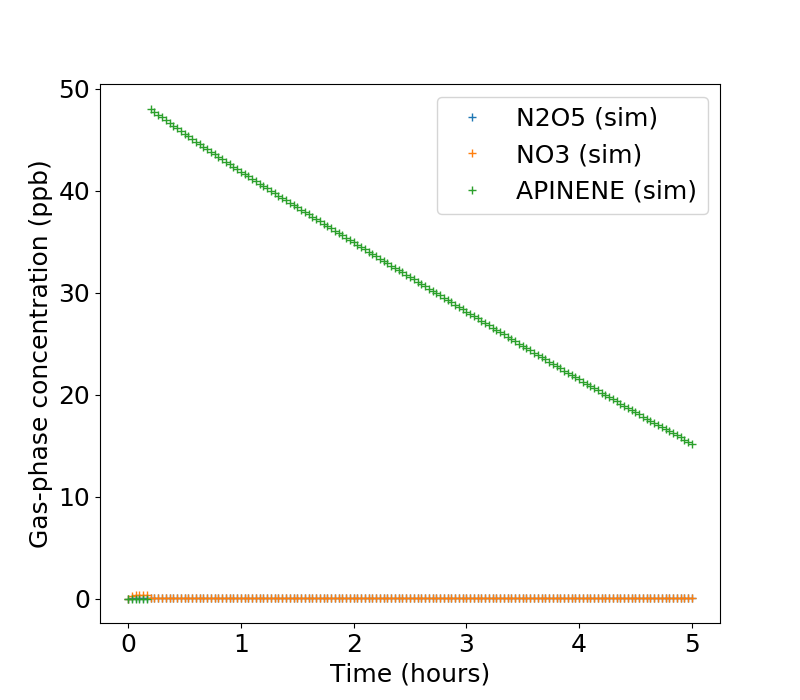 50
40
30
20
10
0
Gas-phase concentration (ppb)
N2O5 (sim)
NO3 (sim)
APINENE (sim)
0 1 2 3 4 5
Time (hours)